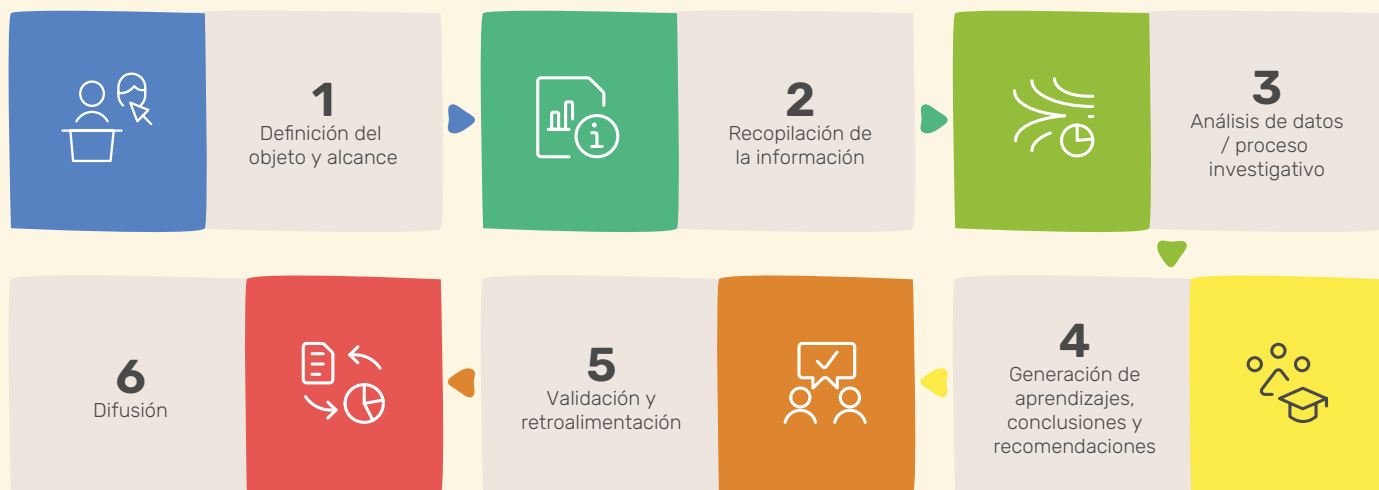 1
Definición del
objeto y alcance
2
Recopilación de
la información
3
Análisis de datos
/ proceso
investigativo
4
Generación de
aprendizajes,
conclusiones y
recomendaciones
5
Validación y
retroalimentación
6
Difusión